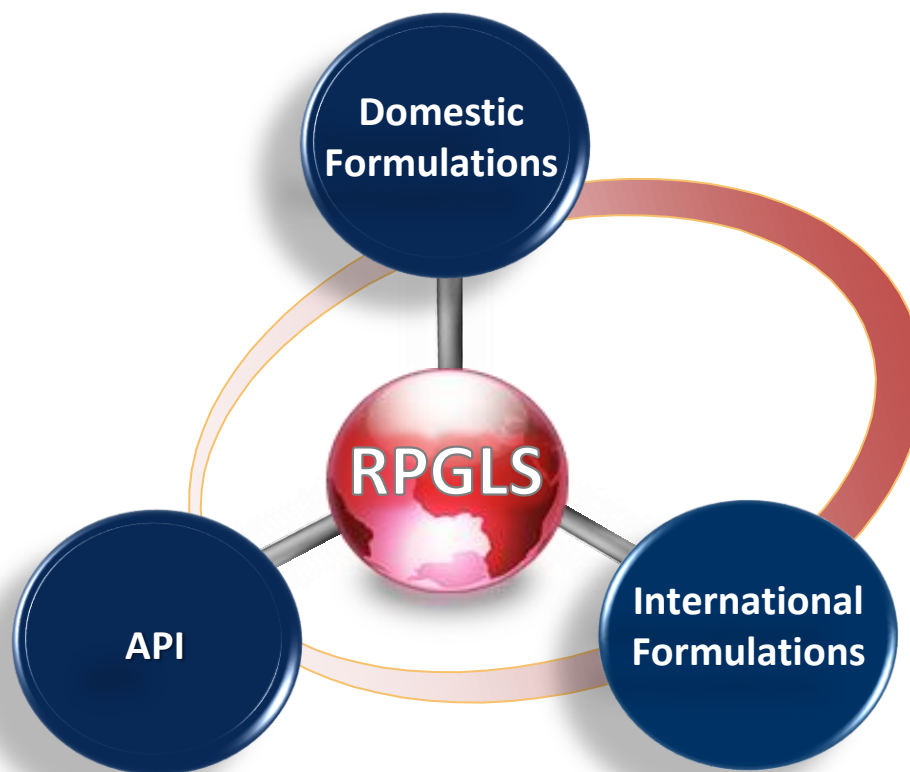 Domestic
Formulations
RPGLS
API
International
Formulations